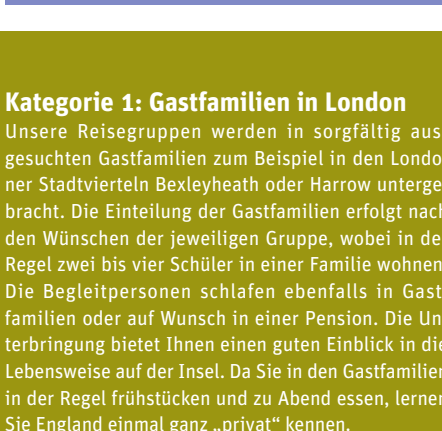 Kategorie 1: Gastfamilien in London
Unsere Reisegruppen werden in sorgfältig aus
gesuchten Gastfamilien zum Beispiel in den Londo
ner Stadtvierteln Bexleyheath oder Harrow unterge
bracht. Die Einteilung der Gastfamilien erfolgt nach
den Wünschen der jeweiligen Gruppe, wobei in de
Regel zwei bis vier Schüler in einer Familie wohnen
Die Begleitpersonen schlafen ebenfalls in Gast
familien oder auf Wunsch in einer Pension. Die Un
terbringung bietet Ihnen einen guten Einblick in die
Lebensweise auf der Insel. Da Sie in den Gastfamilien
in der Regel frühstücken und zu Abend essen, lernen
Sie England einmal ganz „privat“ kennen.